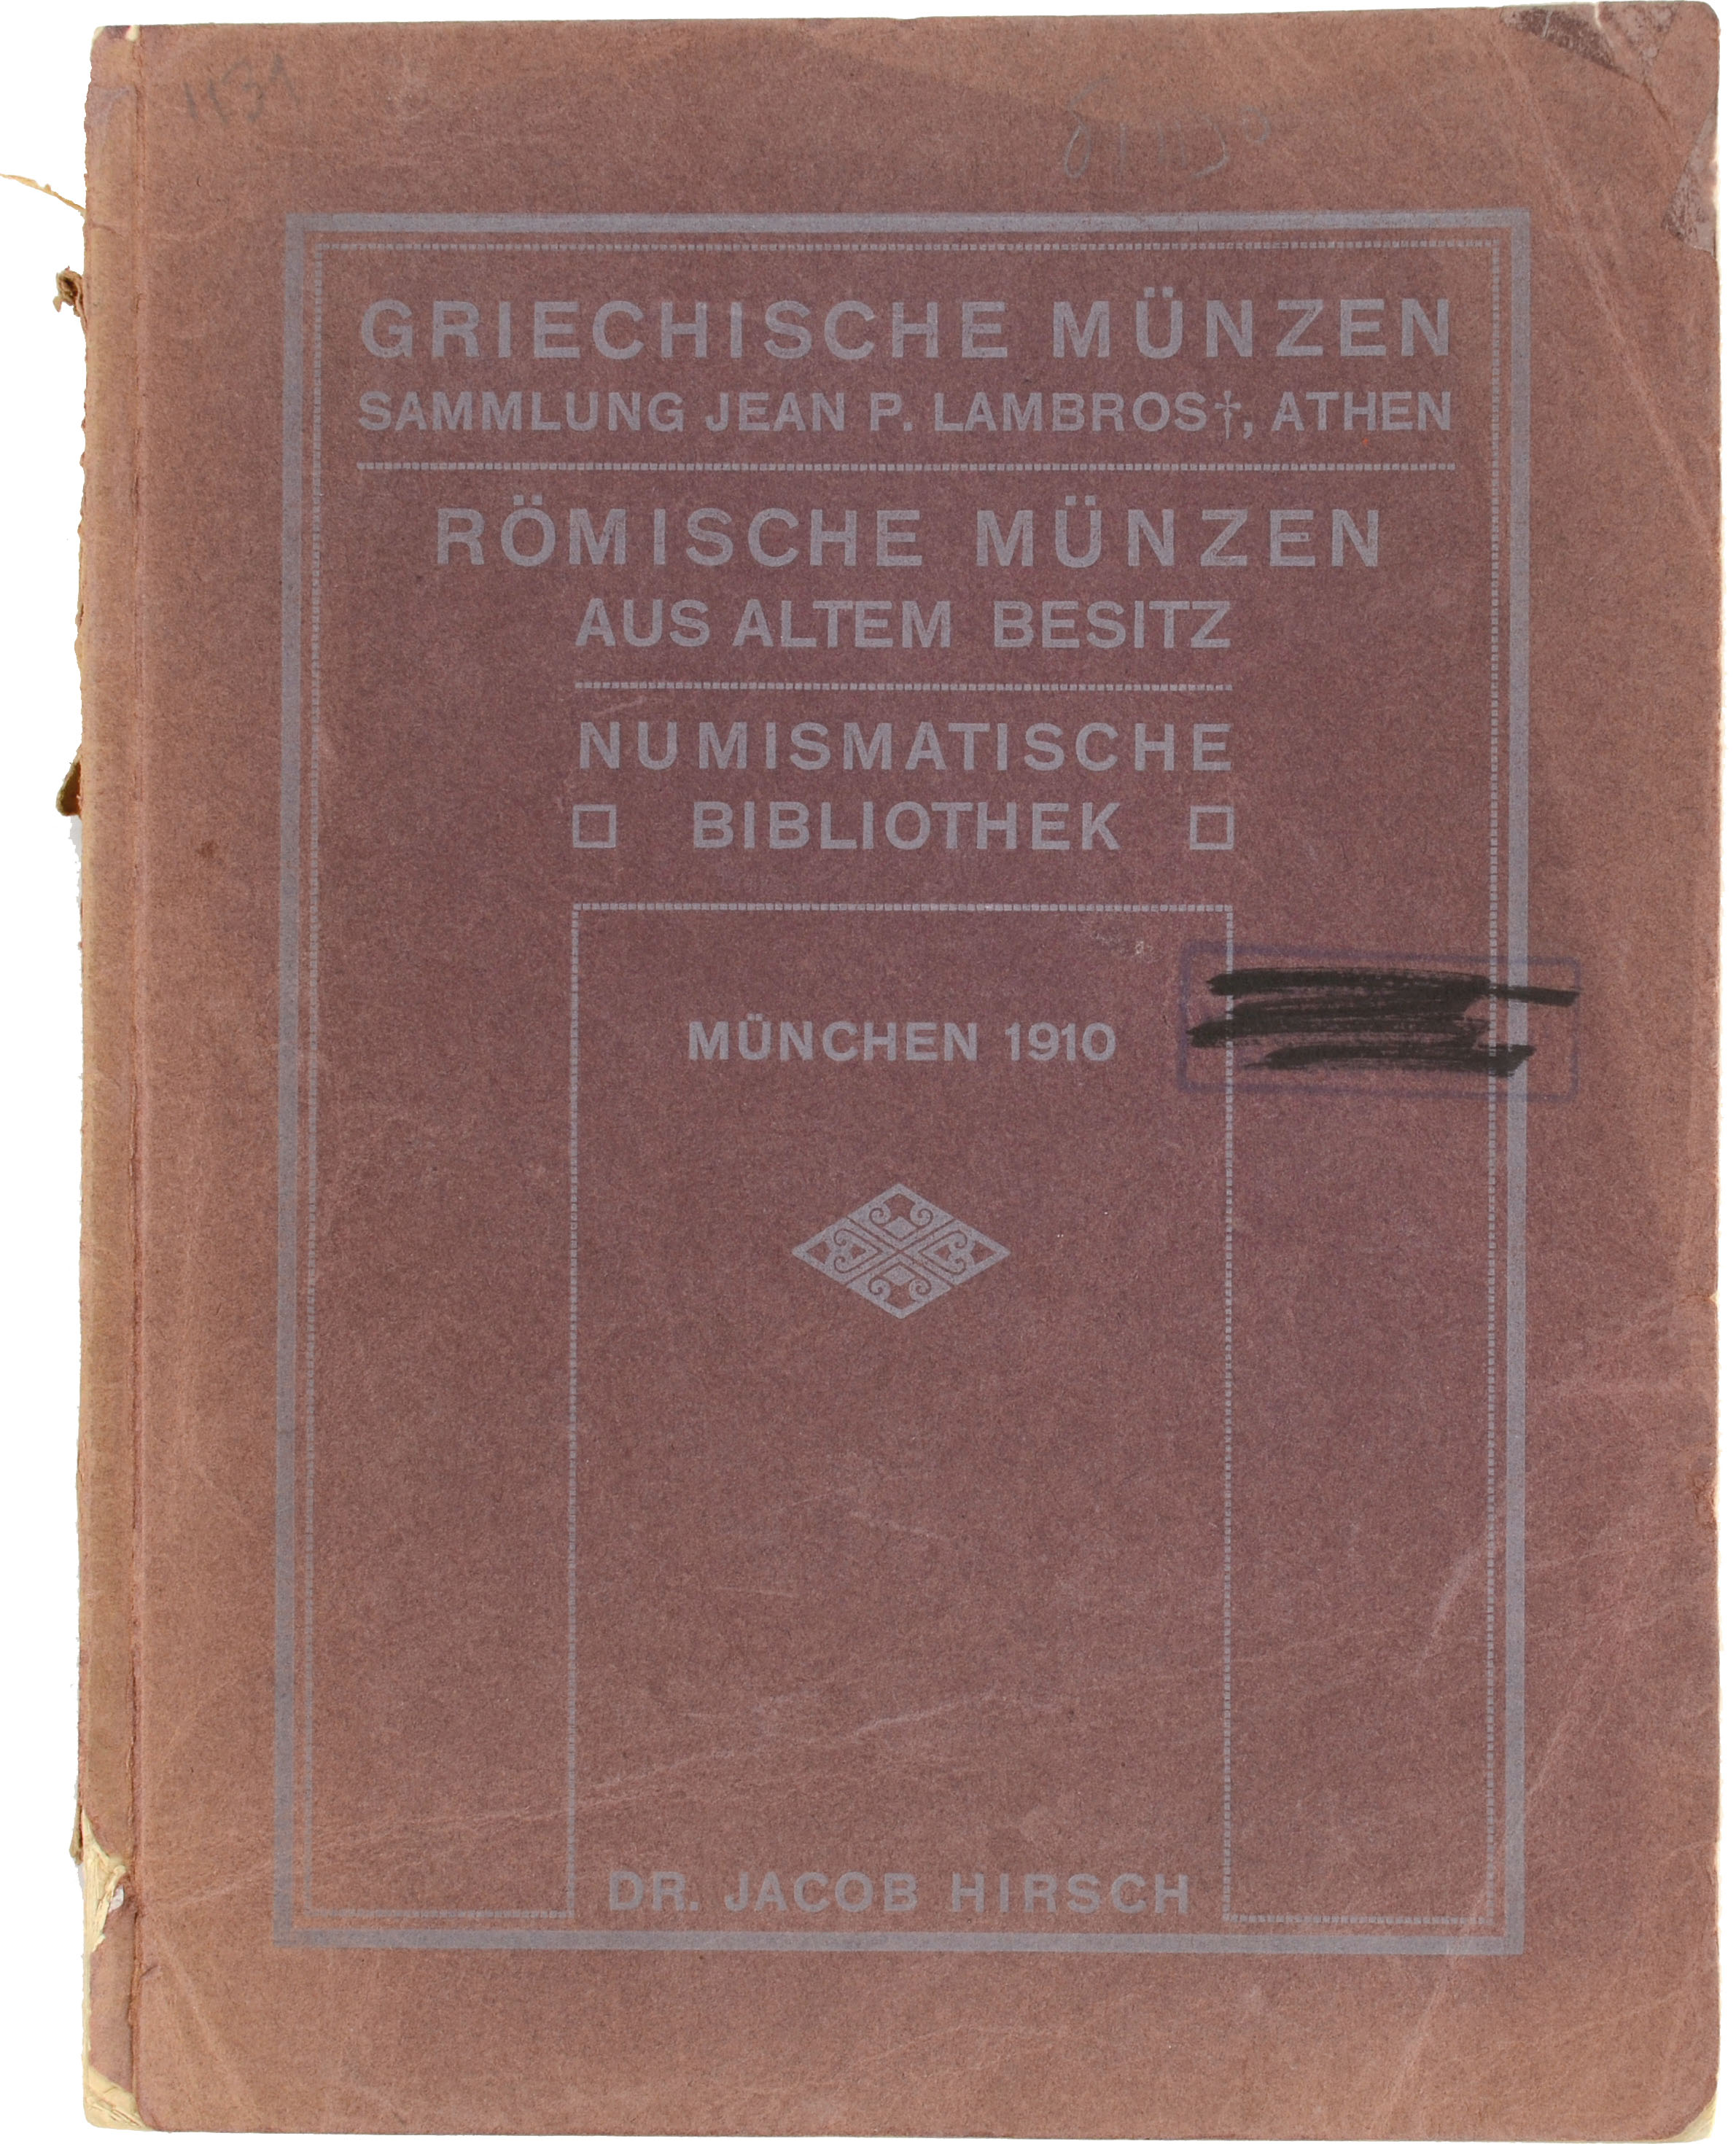 GRIECHISCHE MÜNZEN
SAMMLUNG JEAN P. LAMBROS†, ATHEN
RÖMISCHE MÜNZEN
AUS ALTEM BESITZ
NUMISMATISCHE
BIBLIOTHEK
MÜNCHEN 1910
DR. JACOB HIRSCH